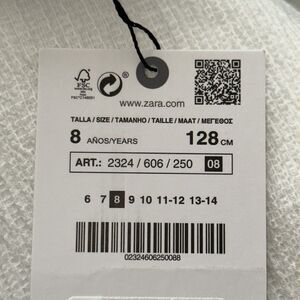 FSC
www.zara.com
TALLA / SIZE / TAMANHO / TAILLE / MAAT / ΜΕΓΕΘΟΣ
8 AÑOS/YEARS 128 CM
ART.: 2324 / 606 / 250 08
6 7 8 9 10 11-12 13-14
02324606250088